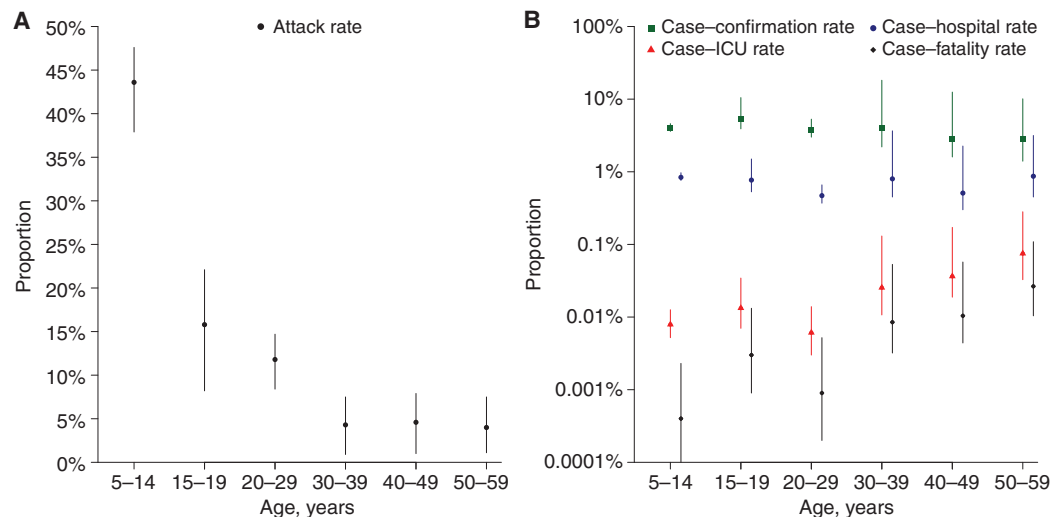 A
Attack rate
50%
45%
40%
35%
30%
25%
20%
15%
10%
5%
0%
Proportion
5–14 15–19 20–29 30–39 40–49 50–59
Age, years
B
Case–confirmation rate Case–hospital rate
Case–ICU rate Case–fatality rate
100%
10%
1%
0.1%
0.01%
0.001%
0.0001%
Proportion
5–14 15–19 20–29 30–39 40–49 50–59
Age, years